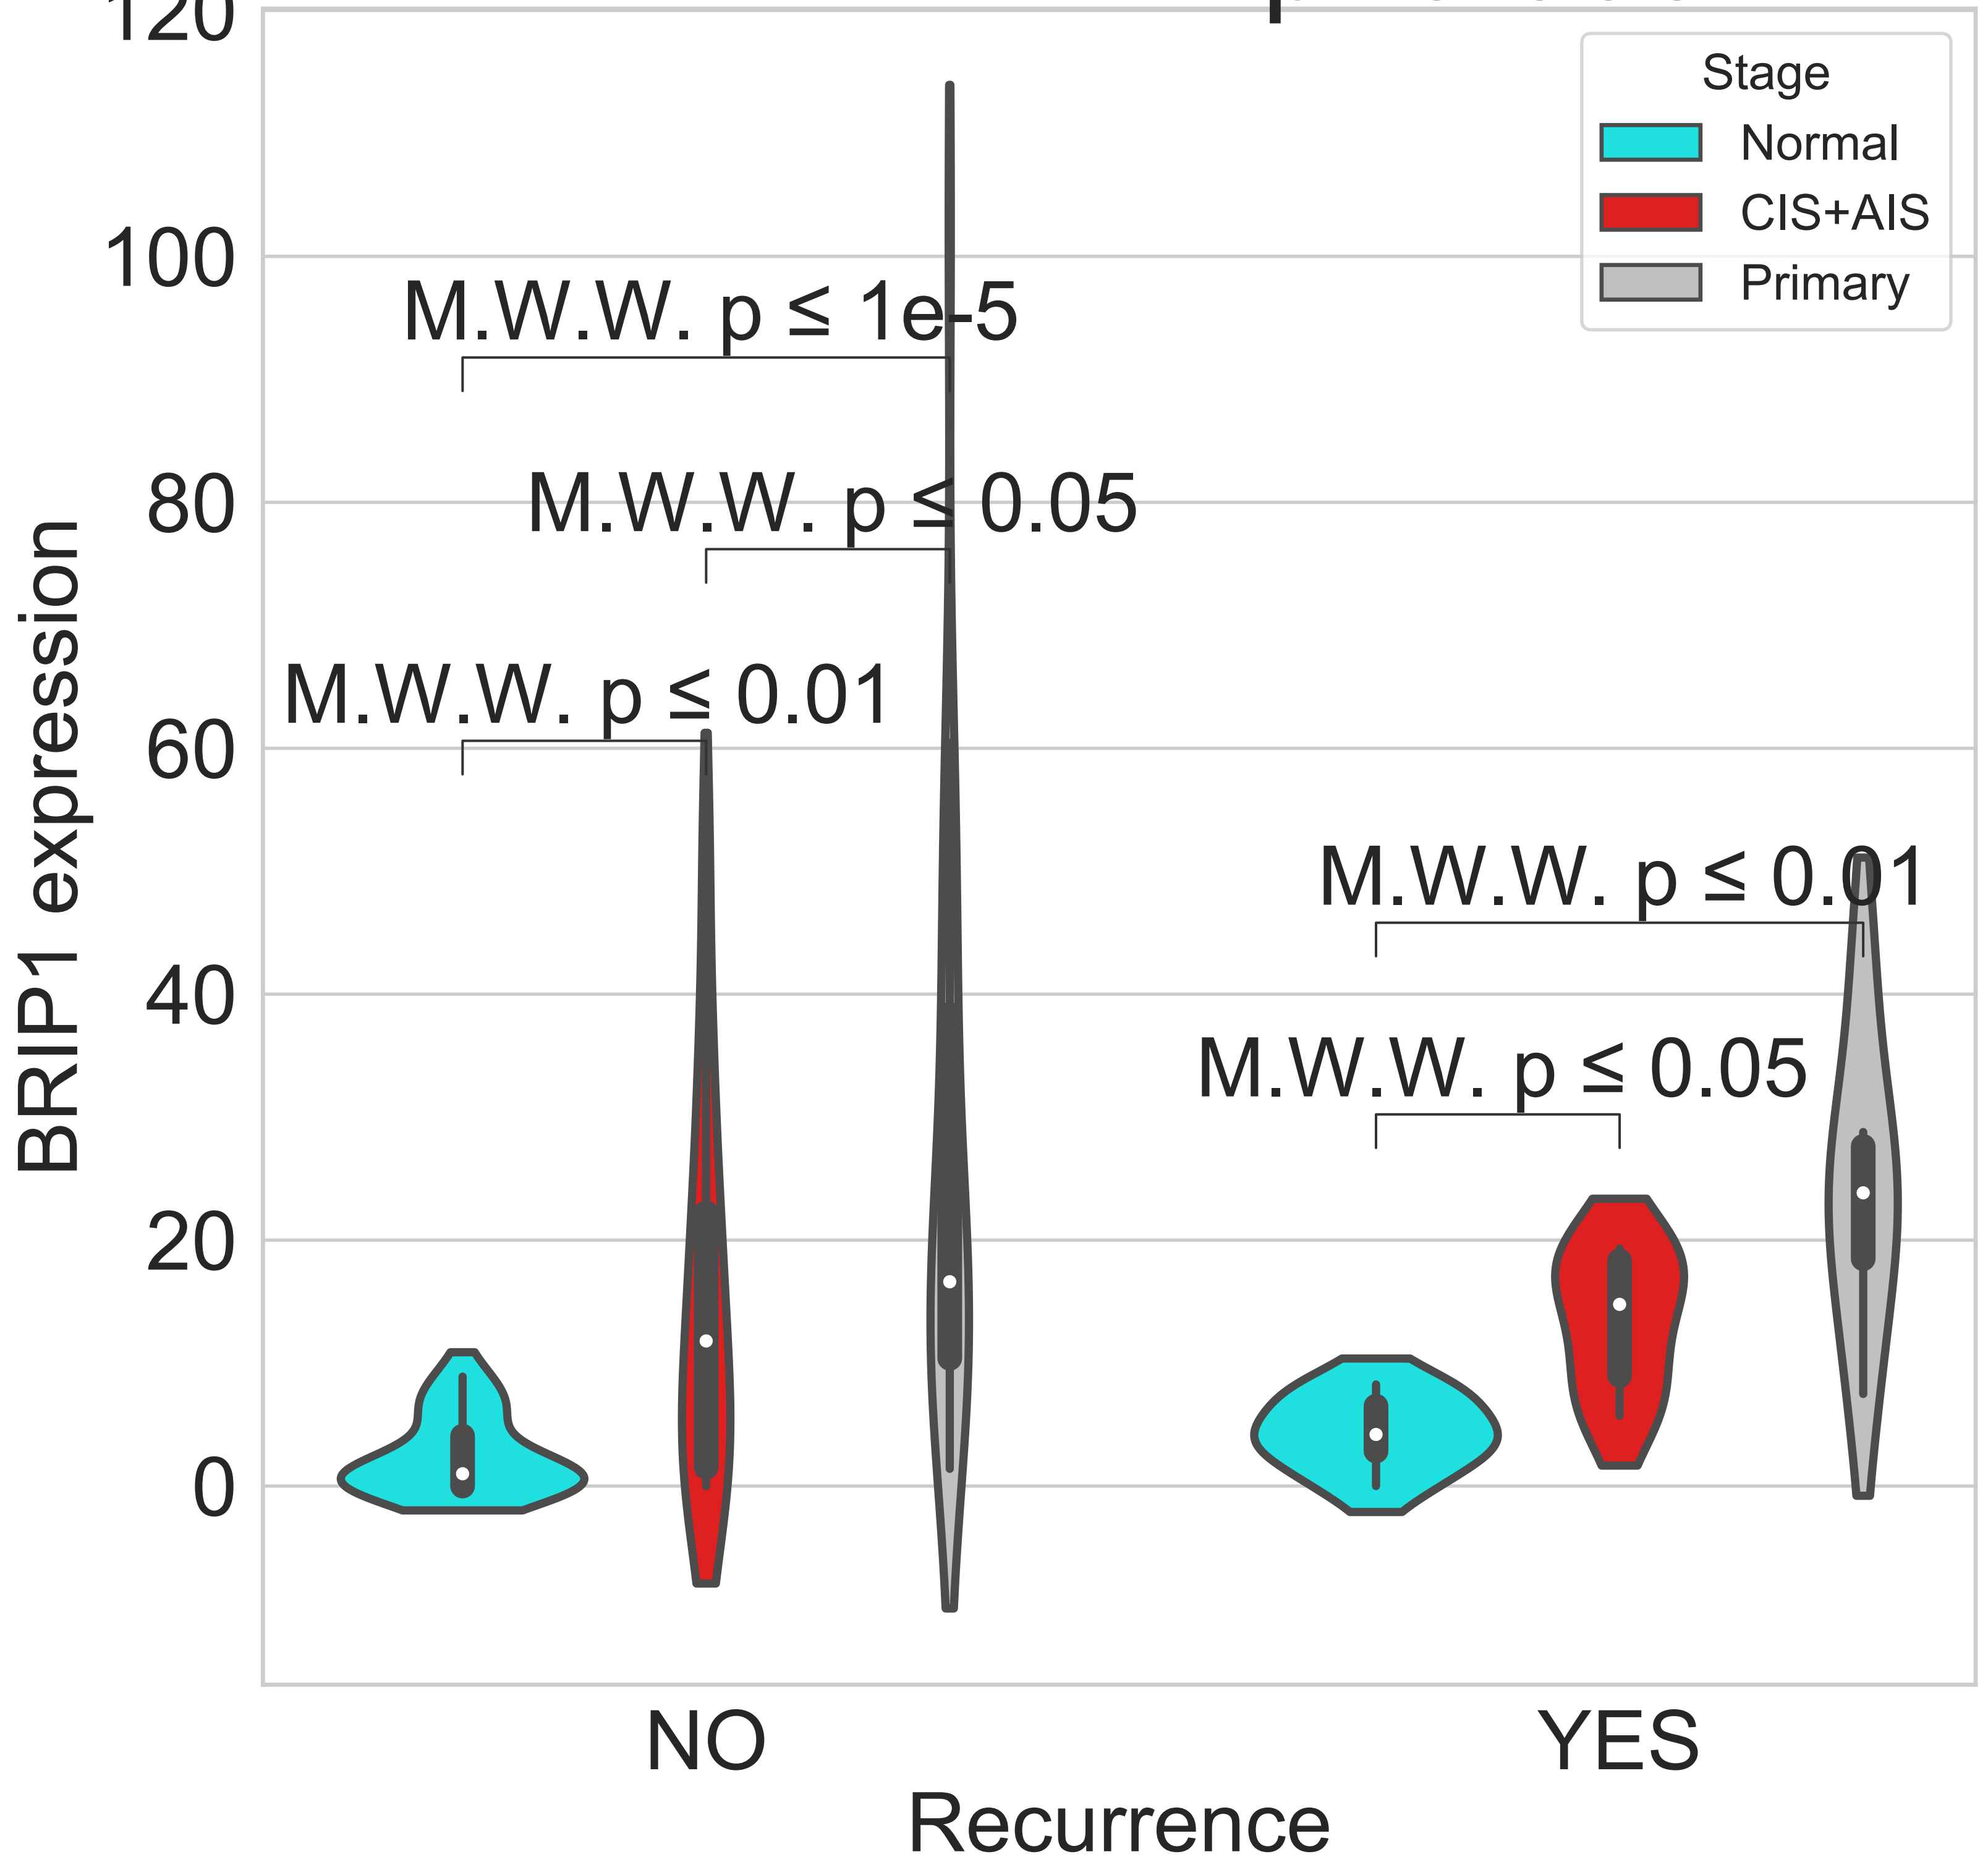 120
100
80
60
40
20
0
BRIP1 expression
Stage
Normal
CIS+AIS
Primary
M.W.W. p ≤ 1e-5
M.W.W. p ≤ 0.05
M.W.W. p ≤ 0.01
M.W.W. p ≤ 0.01
M.W.W. p ≤ 0.05
NO
YES
Recurrence